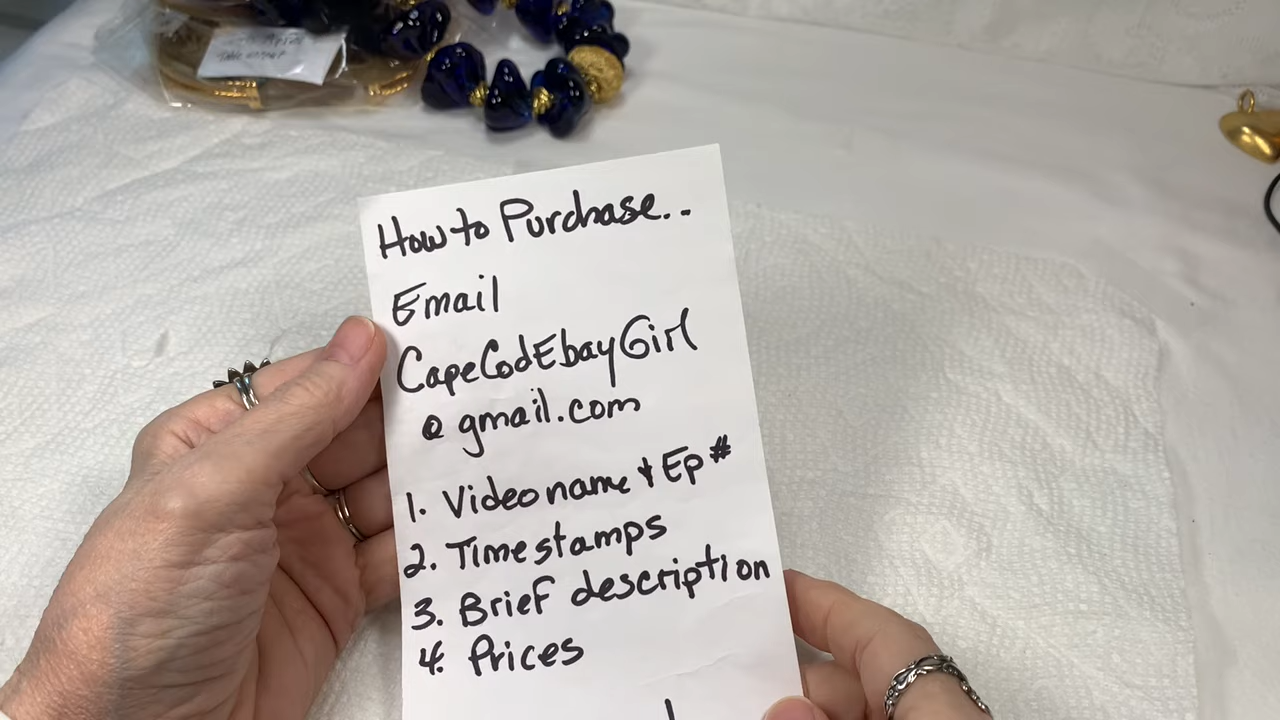 How to Purchase..
Email
CapeCodEbayGirl
@ gmail.com
1. Video name & Ep #
2. Timestamps
3. Brief description
4. Prices